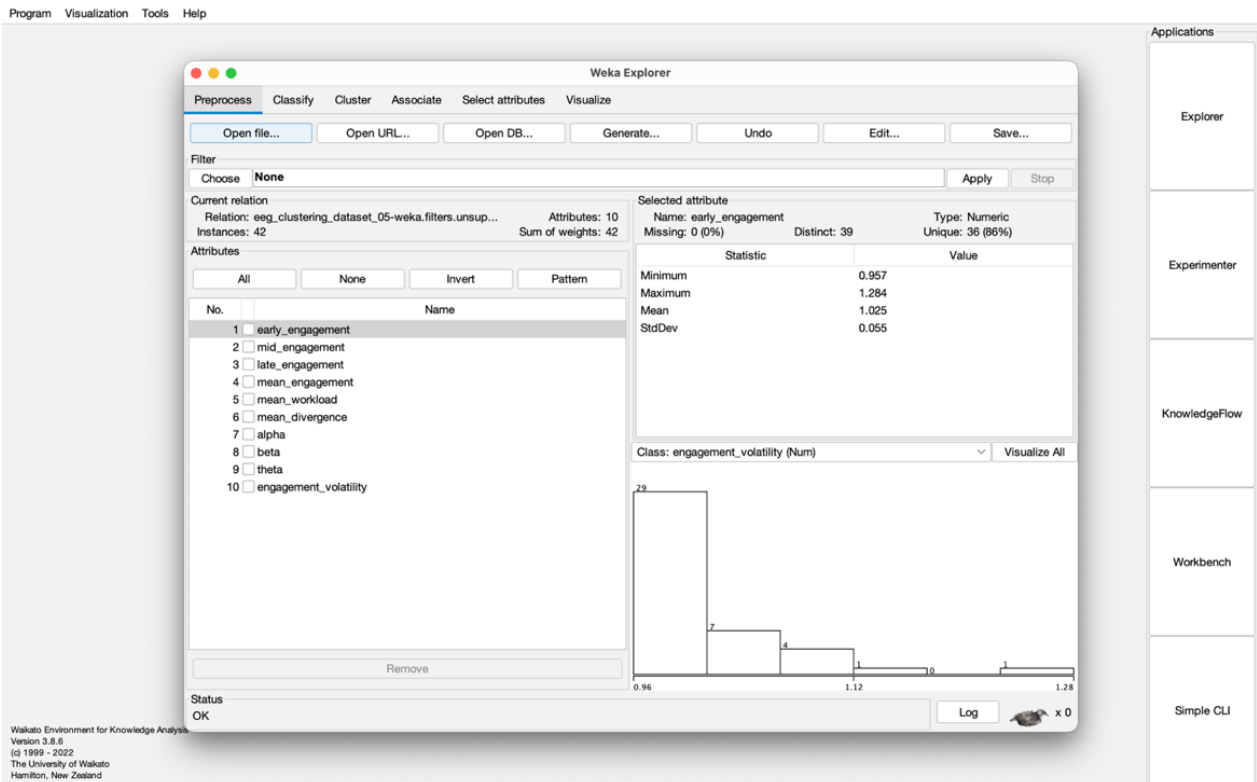 Program Visualization Tools Help
Applications
Weka Explorer
Preprocess Classify Cluster Associate Select attributes Visualize
Open file... Open URL... Open DB... Generate... Undo Edit... Save...
Filter
Choose None Apply Stop
Current relation
Relation: eeg_clustering_dataset_05-weka.filters.unsup... Attributes: 10
Instances: 42 Sum of weights: 42
Attributes
All None Invert Pattern
No. Name
1 early_engagement
2 mid_engagement
3 late_engagement
4 mean_engagement
5 mean_workload
6 mean_divergence
7 alpha
8 beta
9 theta
10 engagement_volatility
Remove
Selected attribute
Name: early_engagement Type: Numeric
Missing: 0 (0%) Distinct: 39 Unique: 36 (86%)
Statistic Value
Minimum 0.957
Maximum 1.284
Mean 1.025
StdDev 0.055
Class: engagement_volatility (Num) Visualize All
29
7
4
1
0
1
0.96 1.12 1.28
Status
OK
Log x 0
Explorer
Experimenter
KnowledgeFlow
Workbench
Simple CLI
Waikato Environment for Knowledge Analysis
Version 3.8.6
(c) 1999 - 2022
The University of Waikato
Hamilton, New Zealand